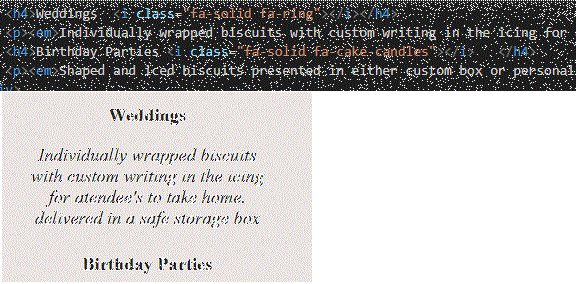 <h4>Weddings <i class="fa-solid fa-ring"></i></h4>
<p><em>Individually wrapped biscuits with custom writing in the icing for
<h4>Birthday Parties <i class="fa-solid fa-cake-candles"></i> </h4>
<p><em>Shaped and iced biscuits presented in either custom box or personal
Weddings
Individually wrapped biscuits
with custom writing in the icing
for atendee's to take home.
delivered in a safe storage box
Birthday Parties